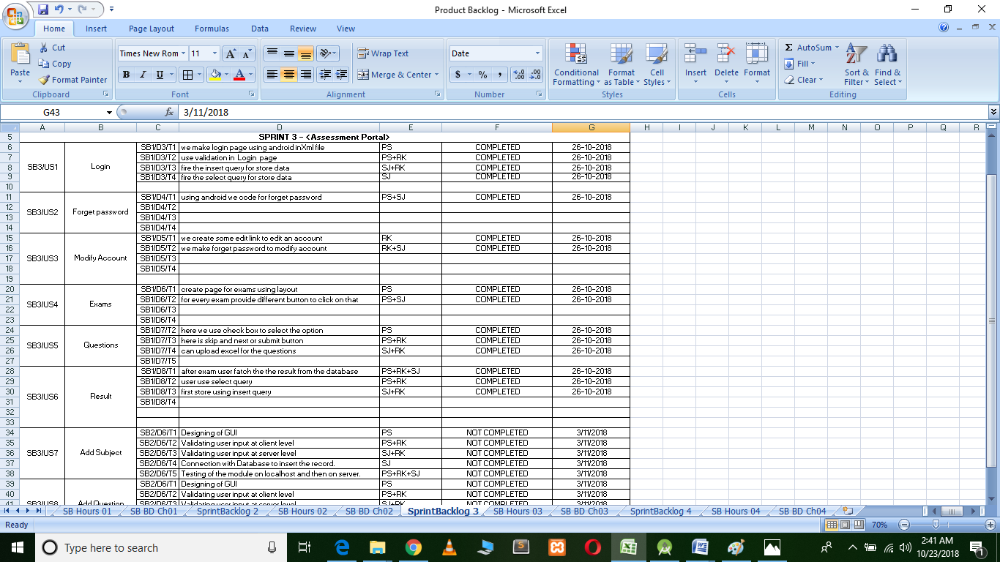 Product Backlog - Microsoft Excel
Home Insert Page Layout Formulas Data Review View
Cut
Copy
Format Painter
Paste
Clipboard
Times New Rom 11
B I U
Font
Wrap Text
Merge & Center
Alignment
Date
$ % ,
Number
Conditional Formatting
Format as Table
Cell Styles
Styles
Insert Delete Format
Cells
AutoSum
Fill
Clear
Sort & Filter
Find & Select
Editing
G43 fx 3/11/2018
A B C D E F G H I J K L M N O P Q R
5 SPRINT 3 - <Assessment Portal>
6 SB1/D3/T1 we make login page using android in Xml file PS COMPLETED 26-10-2018
7 SB1/D3/T2 use validation in Login page PS+RK COMPLETED 26-10-2018
8 SB3/US1 Login SB1/D3/T3 fire the insert query for store data SJ+RK COMPLETED 26-10-2018
9 SB1/D3/T4 fire the select query for store data SJ COMPLETED 26-10-2018
10
11 SB1/D4/T1 using android we code for forget password PS+SJ COMPLETED 26-10-2018
12 SB3/US2 Forget password SB1/D4/T2
13 SB1/D4/T3
14 SB1/D4/T4
15 SB1/D5/T1 we create some edit link to edit an account RK COMPLETED 26-10-2018
16 SB1/D5/T2 we make forget password to modify account RK+SJ COMPLETED 26-10-2018
17 SB3/US3 Modify Account SB1/D5/T3
18 SB1/D5/T4
19
20 SB1/D6/T1 create page for exams using layout PS COMPLETED 26-10-2018
21 SB3/US4 Exams SB1/D6/T2 for every exam provide different button to click on that PS+SJ COMPLETED 26-10-2018
22 SB1/D6/T3
23 SB1/D6/T4
24 SB1/D7/T2 here we use check box to select the option PS COMPLETED 26-10-2018
25 SB3/US5 Questions SB1/D7/T3 here is skip and next or submit button PS+RK COMPLETED 26-10-2018
26 SB1/D7/T4 can upload excel for the questions SJ+RK COMPLETED 26-10-2018
27 SB1/D7/T5
28 SB1/D8/T1 after exam user fatch the the result from the database PS+RK+SJ COMPLETED 26-10-2018
29 SB1/D8/T2 user use select query PS+RK COMPLETED 26-10-2018
30 SB3/US6 Result SB1/D8/T3 first store using insert query SJ+RK COMPLETED 26-10-2018
31 SB1/D8/T4
32
33
34 SB2/D6/T1 Designing of GUI PS NOT COMPLETED 3/11/2018
35 SB2/D6/T2 Validating user input at client level PS+RK NOT COMPLETED 3/11/2018
36 SB3/US7 Add Subject SB2/D6/T3 Validating user input at server level SJ+RK NOT COMPLETED 3/11/2018
37 SB2/D6/T4 Connection with Database to insert the record. SJ NOT COMPLETED 3/11/2018
38 SB2/D6/T5 Testing of the module on localhost and then on server. PS+RK+SJ NOT COMPLETED 3/11/2018
39 SB2/D6/T1 Designing of GUI PS NOT COMPLETED 3/11/2018
40 SB2/D6/T2 Validating user input at client level PS+RK NOT COMPLETED 3/11/2018
41 SB3/US8 Add Question SB2/D6/T3 Validating user input at server level SJ+RK NOT COMPLETED 3/11/2018
SB Hours 01 SB BD Ch01 SprintBacklog 2 SB Hours 02 SB BD Ch02 SprintBacklog 3 SB Hours 03 SB BD Ch03 SprintBacklog 4 SB Hours 04 SB BD Ch04
Ready 70%
Type here to search
2:41 AM
10/23/2018
1